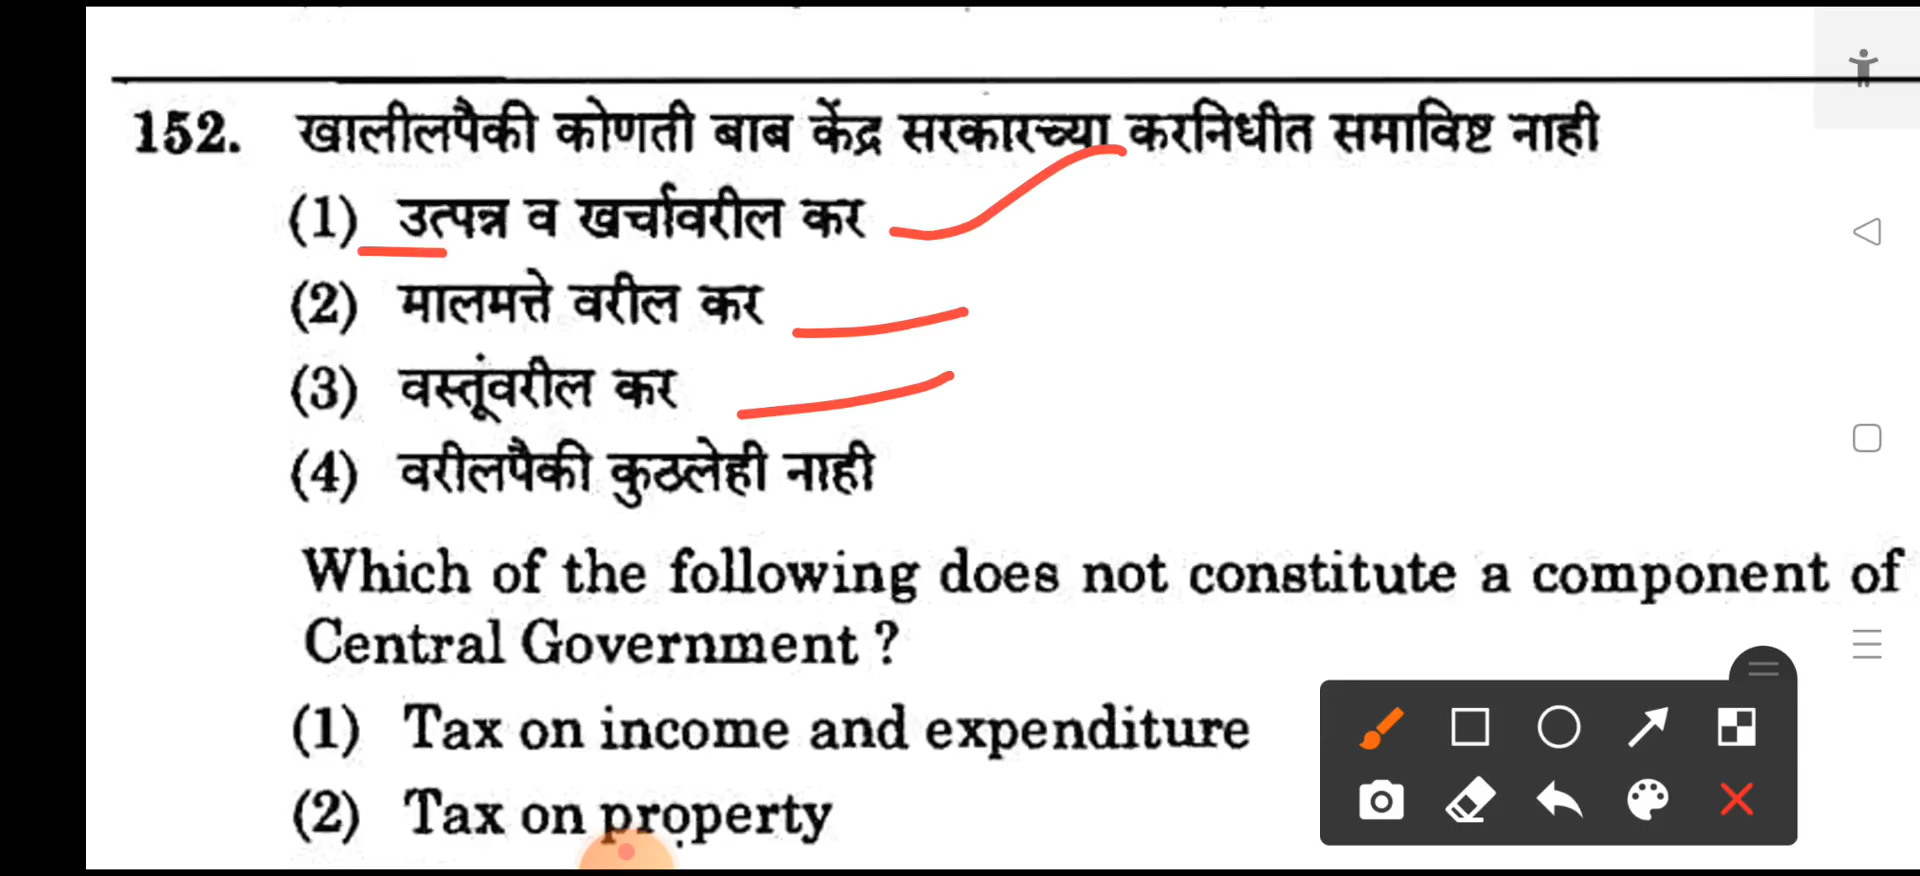 152. खालीलपैकी कोणती बाब केंद्र सरकारच्या करनिधीत समाविष्ट नाही
(1) उत्पन्न व खर्चावरील कर
(2) मालमत्ते वरील कर
(3) वस्तूंवरील कर
(4) वरीलपैकी कुठलेही नाही
Which of the following does not constitute a component of
Central Government ?
(1) Tax on income and expenditure
(2) Tax on property